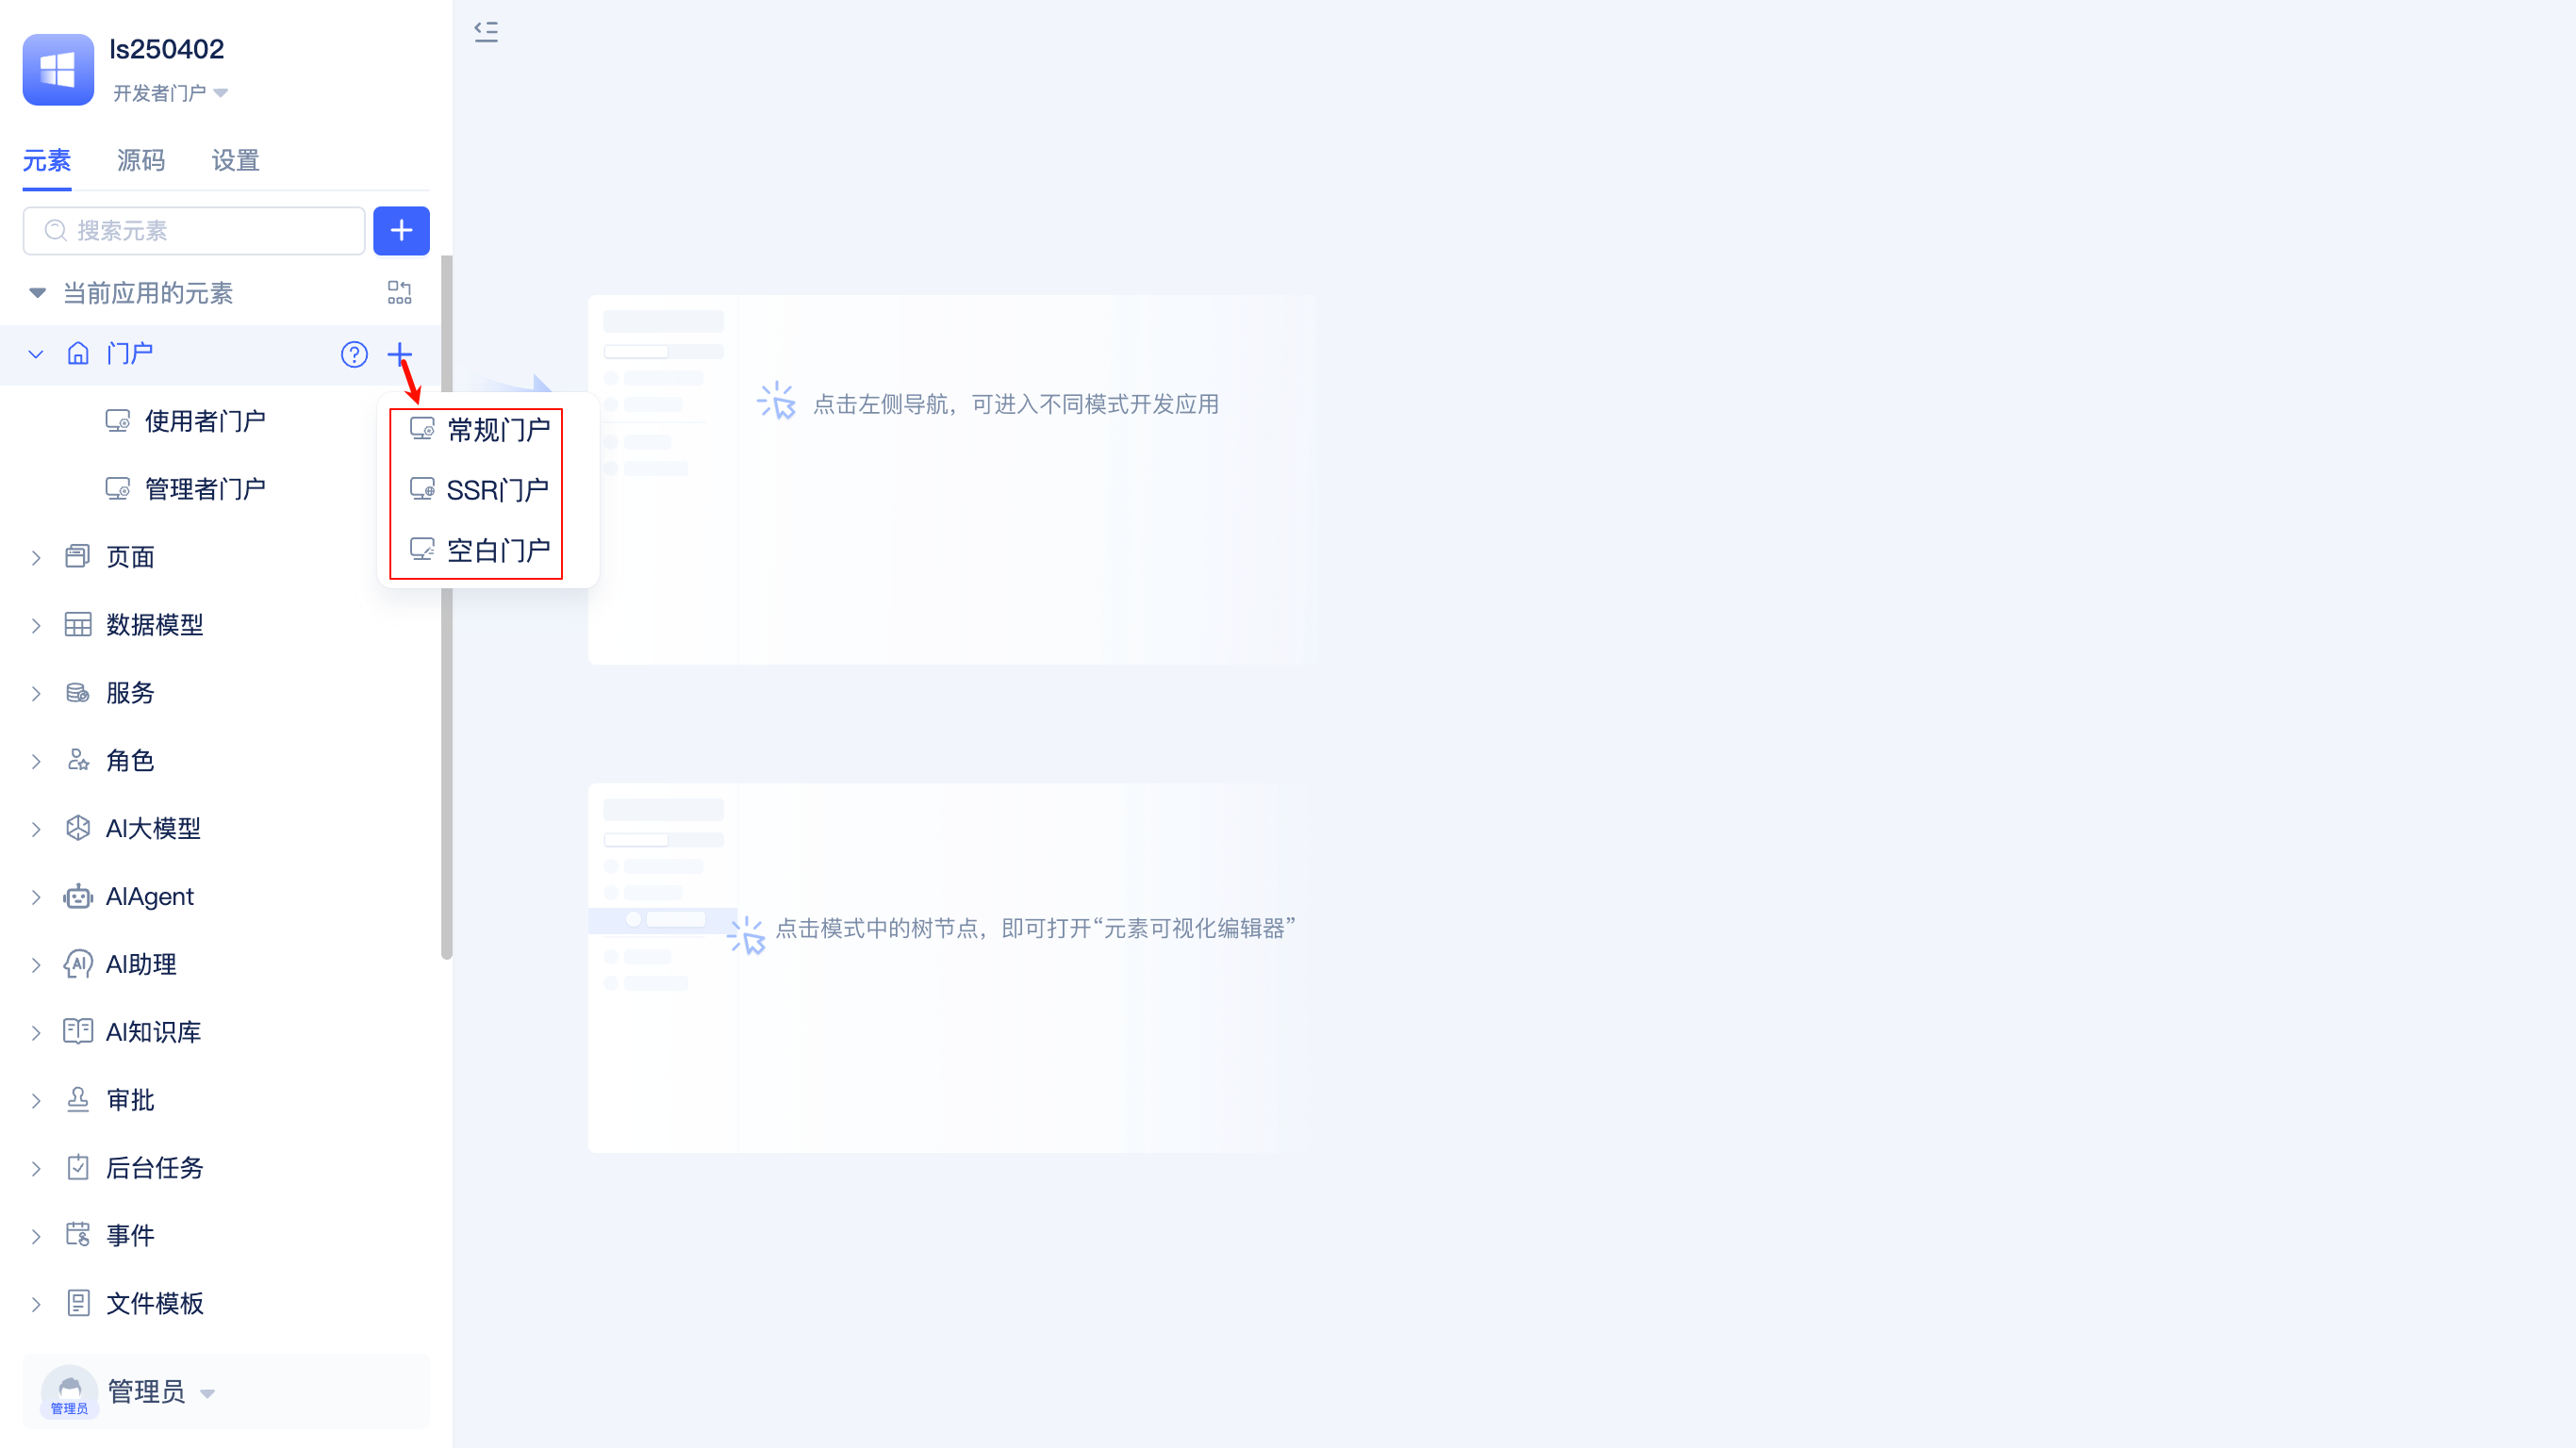 ls250402
开发者门户
元素 源码 设置
搜索元素
当前应用的元素
门户
使用者门户
管理者门户
常规门户
SSR门户
空白门户
页面
数据模型
服务
角色
AI大模型
AIAgent
AI助理
AI知识库
审批
后台任务
事件
文件模板
管理员
管理员
点击左侧导航，可进入不同模式开发应用
点击模式中的树节点，即可打开“元素可视化编辑器”